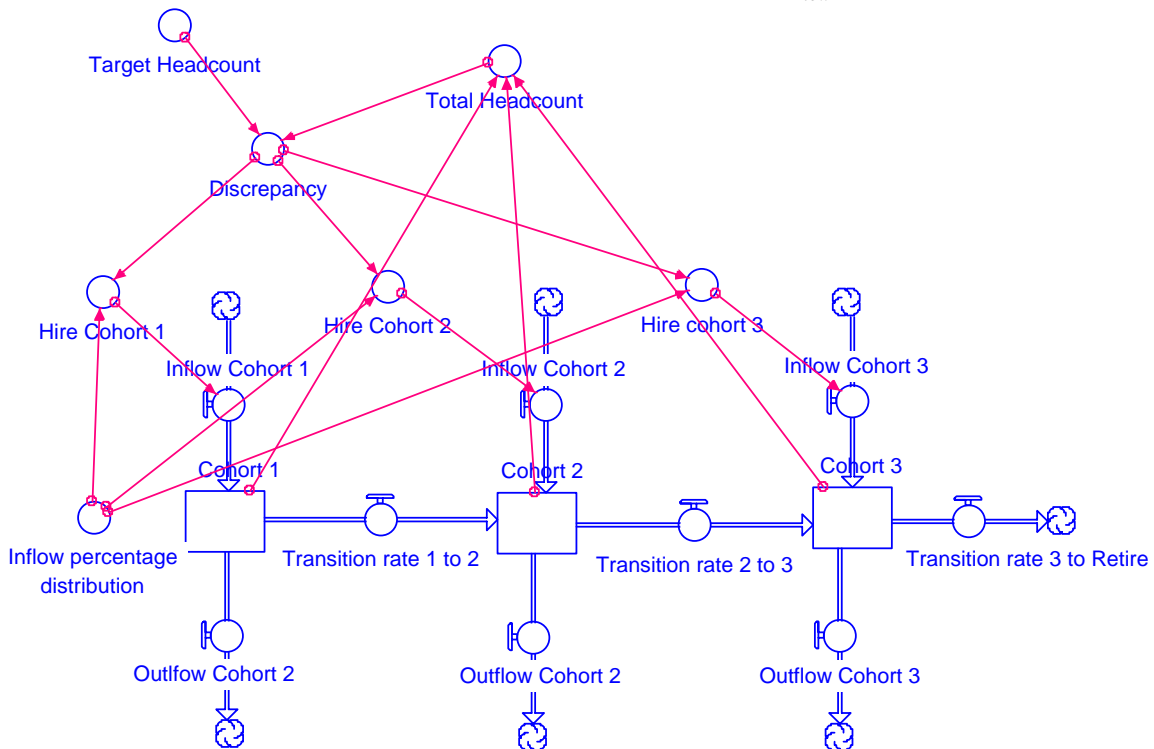 Target Headcount
Total Headcount
Discrepancy
Hire Cohort 1
Hire Cohort 2
Hire cohort 3
Inflow Cohort 1
Inflow Cohort 2
Inflow Cohort 3
Cohort 1
Cohort 2
Cohort 3
Inflow percentage
distribution
Transition rate 1 to 2
Transition rate 2 to 3
Transition rate 3 to Retire
Outlfow Cohort 2
Outflow Cohort 2
Outflow Cohort 3